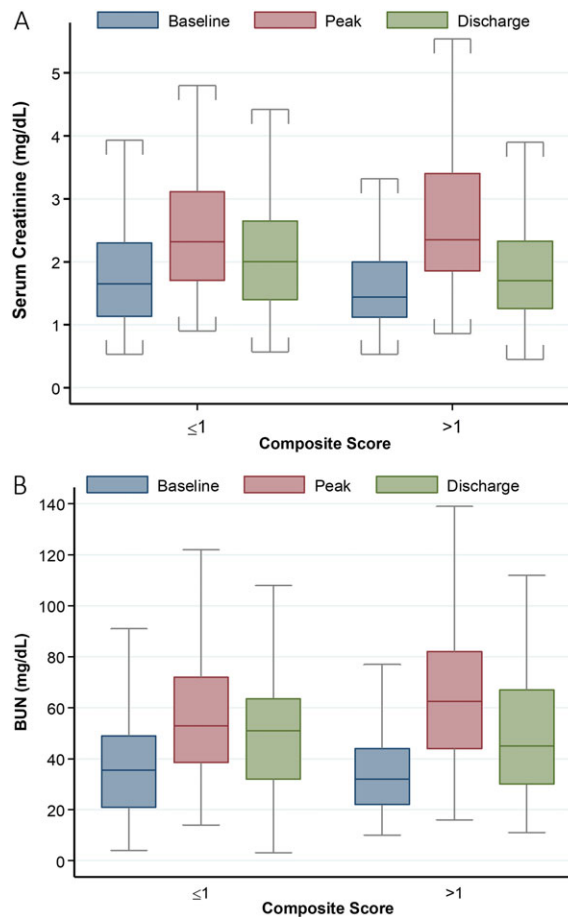 A
Baseline Peak Discharge
Serum Creatinine (mg/dL)
5
4
3
2
1
0
≤1 >1
Composite Score
B
Baseline Peak Discharge
BUN (mg/dL)
140
120
100
80
60
40
20
0
≤1 >1
Composite Score